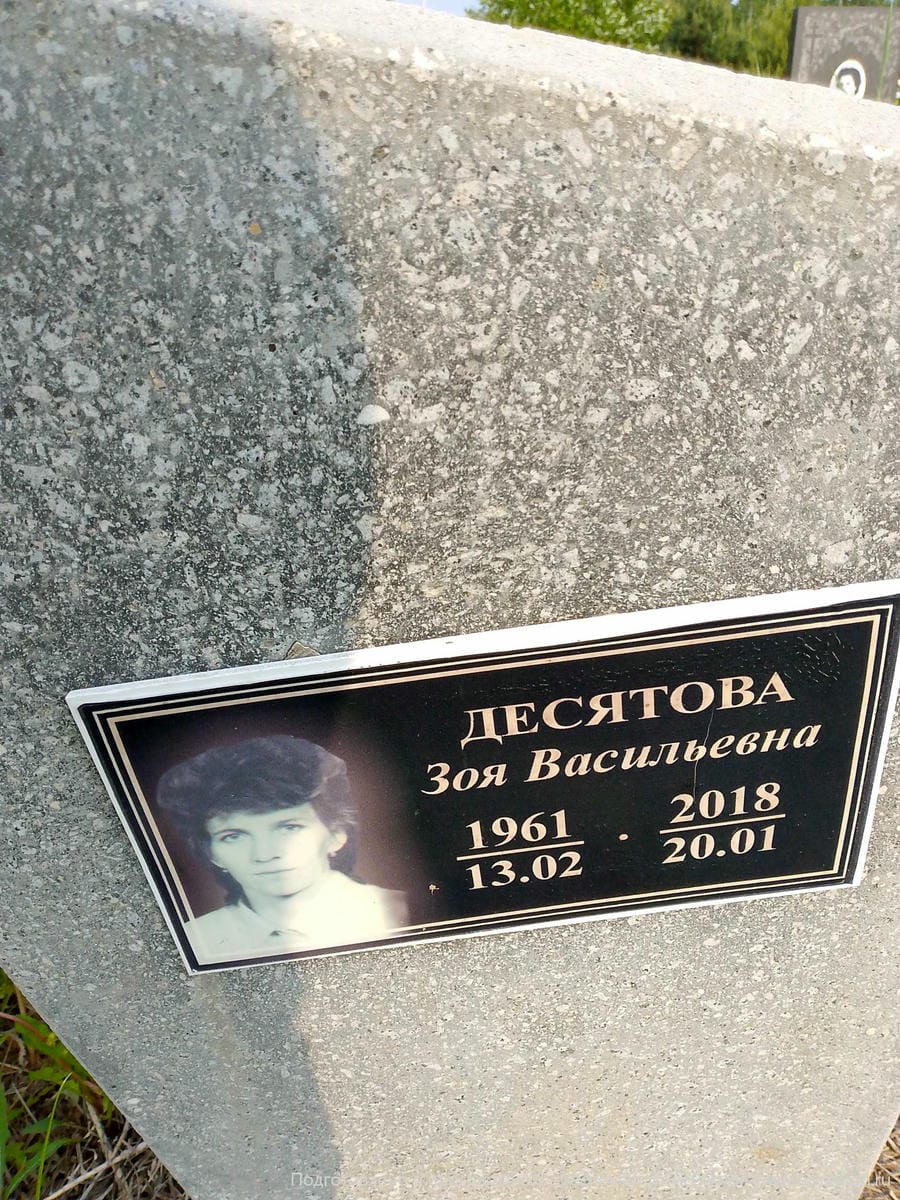 ДЕСЯТОВА
Зоя Васильевна
1961 · 2018
13.02 20.01